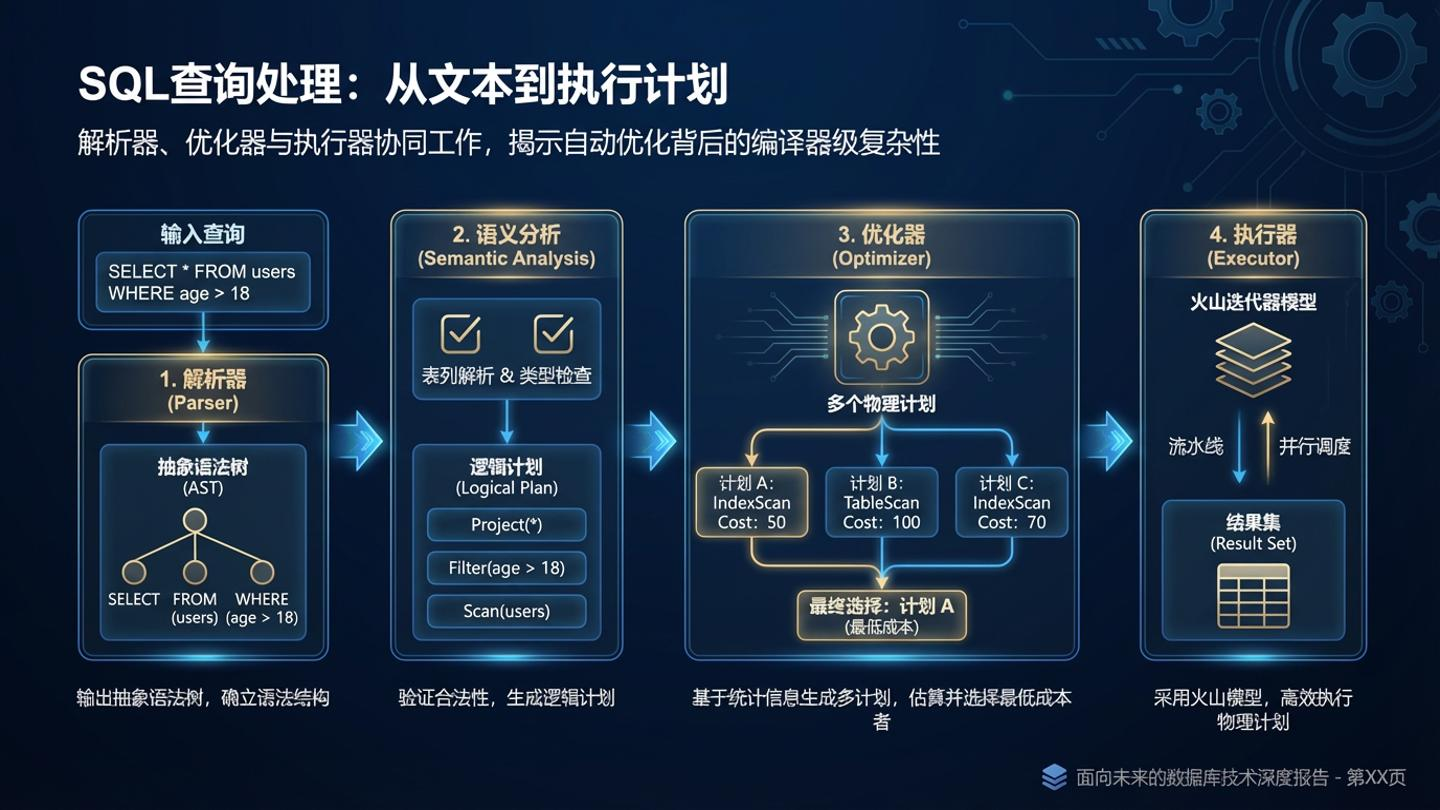 SQL查询处理：从文本到执行计划
解析器、优化器与执行器协同工作，揭示自动优化背后的编译器级复杂性
输入查询
SELECT * FROM users
WHERE age > 18
1. 解析器
(Parser)
抽象语法树
(AST)
SELECT
FROM
(users)
WHERE
(age > 18)
输出抽象语法树，确立语法结构
2. 语义分析
(Semantic Analysis)
表列解析 & 类型检查
逻辑计划
(Logical Plan)
Project(*)
Filter(age > 18)
Scan(users)
验证合法性，生成逻辑计划
3. 优化器
(Optimizer)
多个物理计划
计划 A：
IndexScan
Cost：50
计划 B：
TableScan
Cost：100
计划 C：
IndexScan
Cost：70
最终选择：计划 A
(最低成本)
基于统计信息生成多计划，估算并选择最低成本
者
4. 执行器
(Executor)
火山迭代器模型
流水线
并行调度
结果集
(Result Set)
采用火山模型，高效执行
物理计划
面向未来的数据库技术深度报告 - 第XX页